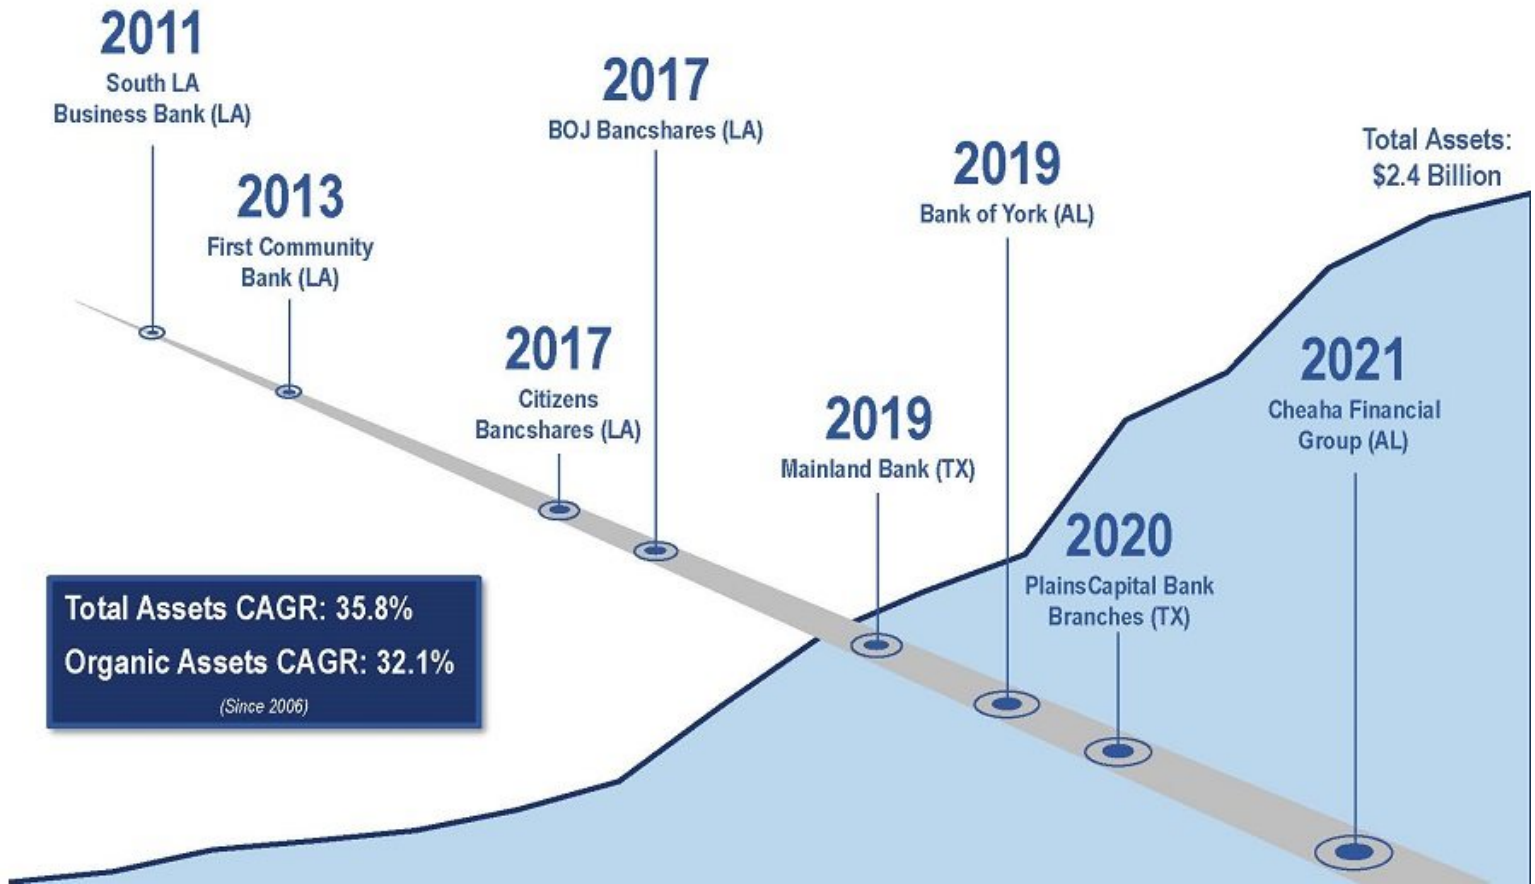 2011
South LA
Business Bank (LA)
2013
First Community
Bank (LA)
2017
Citizens
Bancshares (LA)
2017
BOJ Bancshares (LA)
2019
Mainland Bank (TX)
2019
Bank of York (AL)
2020
PlainsCapital Bank
Branches (TX)
2021
Cheaha Financial
Group (AL)
Total Assets:
$2.4 Billion
Total Assets CAGR: 35.8%
Organic Assets CAGR: 32.1%
(Since 2006)